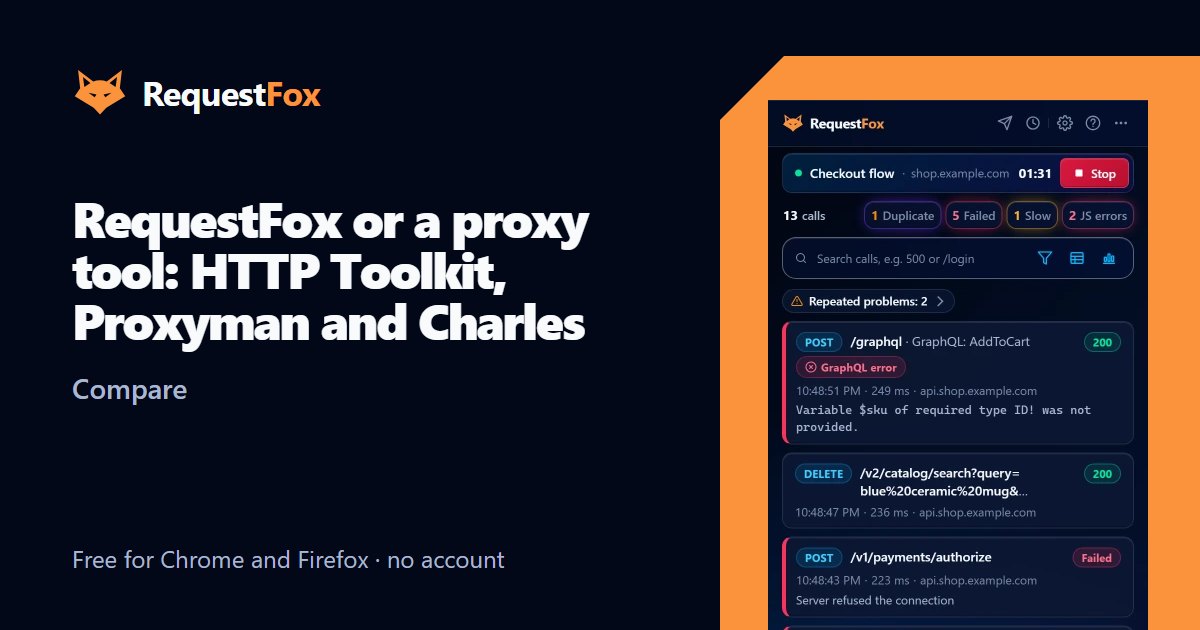 RequestFox
RequestFox or a proxy
tool: HTTP Toolkit,
Proxyman and Charles
Compare
Free for Chrome and Firefox · no account
RequestFox
Checkout flow · shop.example.com 01:31 Stop
13 calls 1 Duplicate 5 Failed 1 Slow 2 JS errors
Search calls, e.g. 500 or /login
Repeated problems: 2
POST /graphql · GraphQL: AddToCart 200
GraphQL error
10:48:51 PM · 249 ms · api.shop.example.com
Variable $sku of required type ID! was not
provided.
DELETE /v2/catalog/search?query= 200
blue%20ceramic%20mug&...
10:48:47 PM · 236 ms · api.shop.example.com
POST /v1/payments/authorize Failed
10:48:43 PM · 223 ms · api.shop.example.com
Server refused the connection